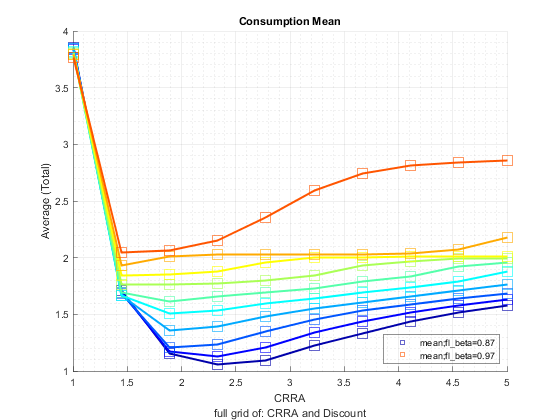 Consumption Mean
4
3.5
3
2.5
2
1.5
1
Average (Total)
1
1.5
2
2.5
3
3.5
4
4.5
5
mean;fl_beta=0.87
mean;fl_beta=0.97
CRRA
full grid of: CRRA and Discount